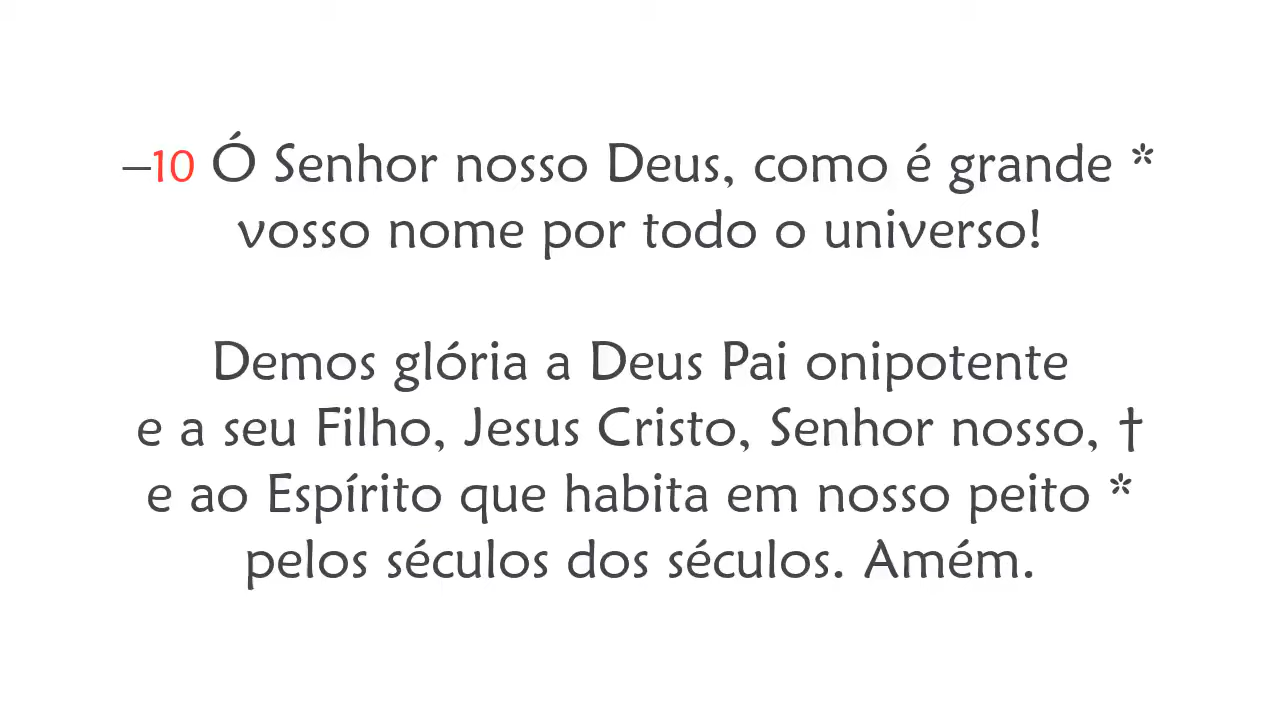 –10 Ó Senhor nosso Deus, como é grande *
vosso nome por todo o universo!
Demos glória a Deus Pai onipotente
e a seu Filho, Jesus Cristo, Senhor nosso, †
e ao Espírito que habita em nosso peito *
pelos séculos dos séculos. Amém.